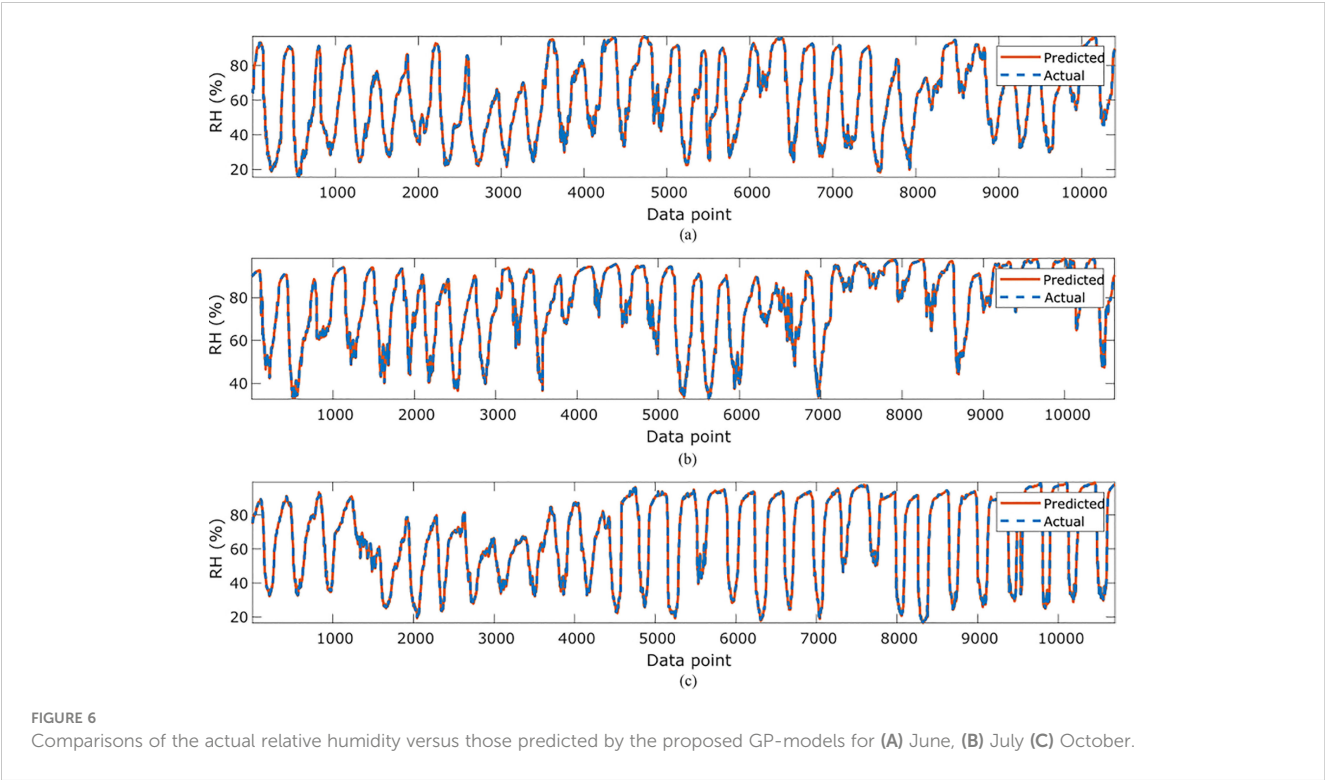 80
60
40
20
RH (%)
Predicted
Actual
1000 2000 3000 4000 5000 6000 7000 8000 9000 10000
Data point
(a)
80
60
40
RH (%)
Predicted
Actual
1000 2000 3000 4000 5000 6000 7000 8000 9000 10000
Data point
(b)
80
60
40
20
RH (%)
Predicted
Actual
1000 2000 3000 4000 5000 6000 7000 8000 9000 10000
Data point
(c)
FIGURE 6
Comparisons of the actual relative humidity versus those predicted by the proposed GP-models for (A) June, (B) July (C) October.